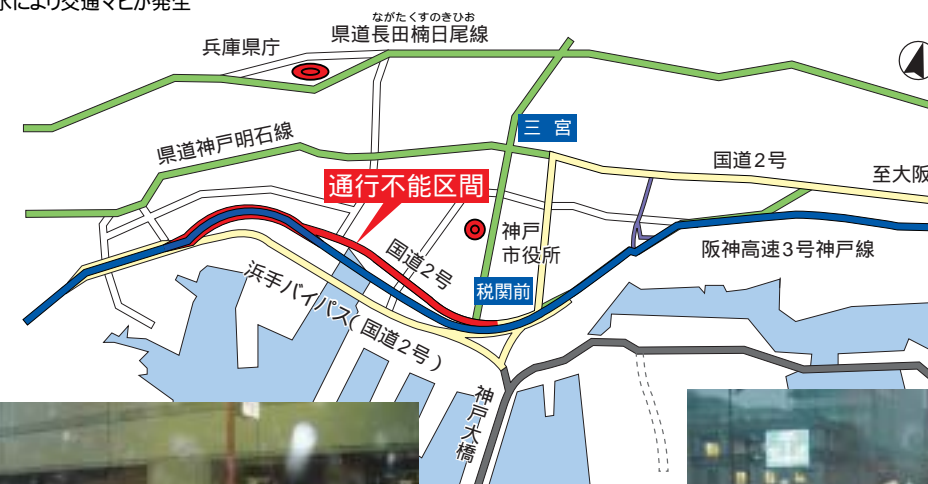 水により交通マヒが発生
ながたくすのきひお
兵庫県庁
県道長田楠日尾線
三 宮
県道神戸明石線
国道2号
至大阪
通行不能区間
神戸
市役所
国道2号
阪神高速3号神戸線
税関前
浜手バイパス(国道2号)
神戸大橋